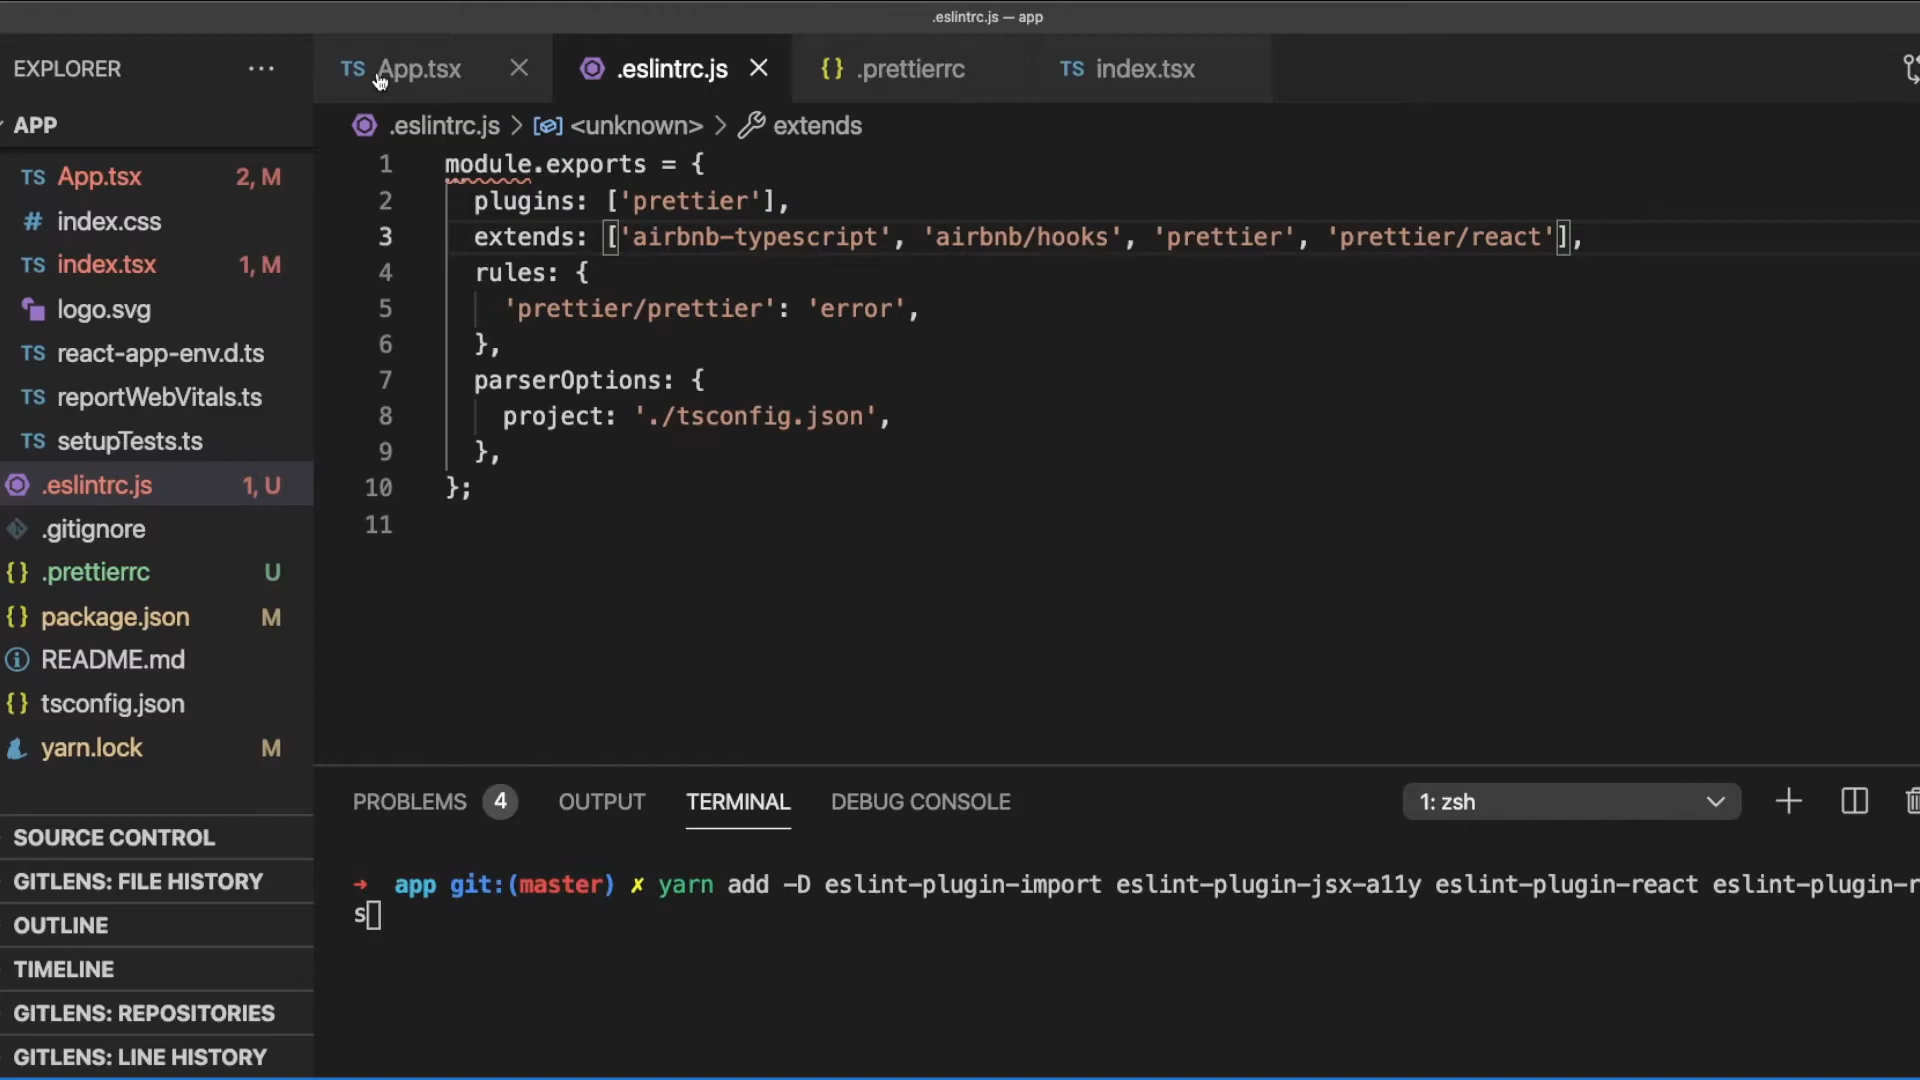 .eslintrc.js — app
EXPLORER
APP
TS App.tsx 2, M
# index.css
TS index.tsx 1, M
logo.svg
TS react-app-env.d.ts
TS reportWebVitals.ts
TS setupTests.ts
.eslintrc.js 1, U
.gitignore
{} .prettierrc U
{} package.json M
README.md
{} tsconfig.json
yarn.lock M
SOURCE CONTROL
GITLENS: FILE HISTORY
OUTLINE
TIMELINE
GITLENS: REPOSITORIES
GITLENS: LINE HISTORY
TS App.tsx .eslintrc.js {} .prettierrc TS index.tsx
.eslintrc.js > <unknown> > extends
1 module.exports = {
2 plugins: ['prettier'],
3 extends: ['airbnb-typescript', 'airbnb/hooks', 'prettier', 'prettier/react'],
4 rules: {
5 'prettier/prettier': 'error',
6 },
7 parserOptions: {
8 project: './tsconfig.json',
9 },
10 };
11
PROBLEMS 4 OUTPUT TERMINAL DEBUG CONSOLE 1: zsh
→ app git:(master) ✗ yarn add -D eslint-plugin-import eslint-plugin-jsx-a11y eslint-plugin-react eslint-plugin-r
s